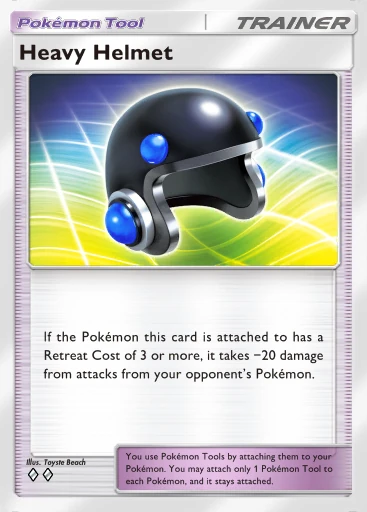 Pokémon Tool
TRAINER
Heavy Helmet
If the Pokémon this card is attached to has a
Retreat Cost of 3 or more, it takes −20 damage
from attacks from your opponent's Pokémon.
Illus. Toyste Beach
You use Pokémon Tools by attaching them to your
Pokémon. You may attach only 1 Pokémon Tool to
each Pokémon, and it stays attached.